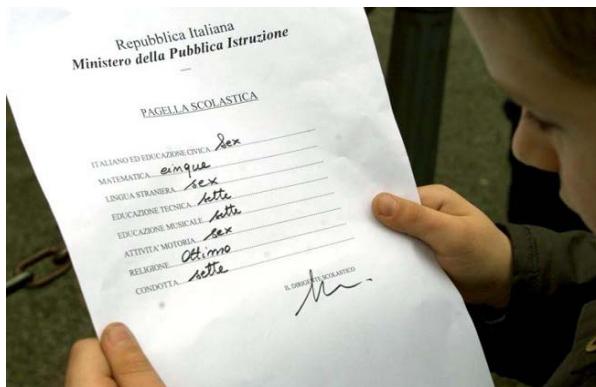 Repubblica Italiana
Ministero della Pubblica Istruzione
PAGELLA SCOLASTICA
ITALIANO ED EDUCAZIONE CIVICA sex
MATEMATICA cinque
LINGUA STRANIERA sex
EDUCAZIONE TECNICA sette
EDUCAZIONE MUSICALE sette
ATTIVITA' MOTORIA sex
RELIGIONE Ottimo
CONDOTTA sette
IL DIRIGENTE SCOLASTICO